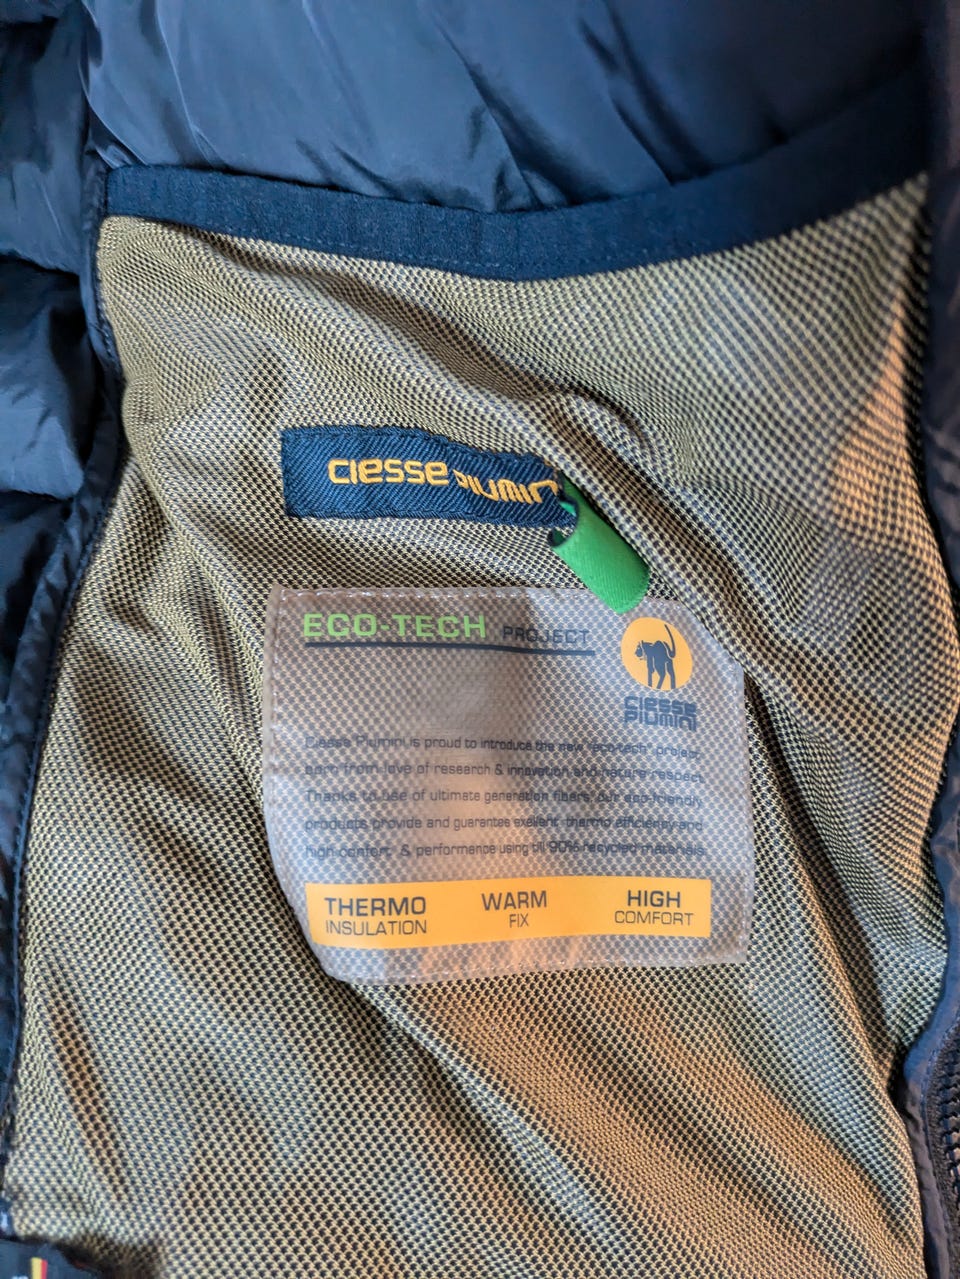 ciesse piumini
ECO-TECH PROJECT
ciesse
piumini
Ciesse Piumini is proud to introduce the new "eco-tech" project,
born from love of research & innovation and nature respect.
Thanks to use of ultimate generation fibers, our eco-friendly
products provide and guarantee exellent thermo efficiency and
high confort & performance using till 90% recycled materials.
THERMO WARM HIGH
INSULATION FIX COMFORT